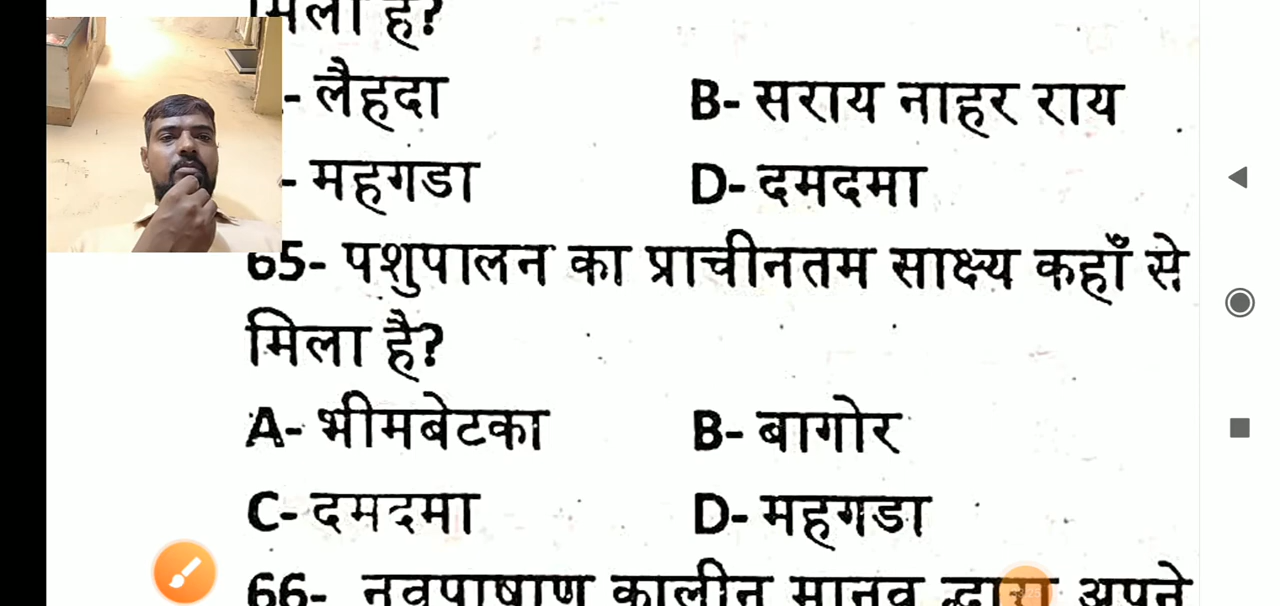 मिला है?
- लैहदा B- सराय नाहर राय
- महगडा D- दमदमा
65- पशुपालन का प्राचीनतम साक्ष्य कहाँ से
मिला है?
A- भीमबेटका B- बागोर
C- दमदमा D- महगडा
66- नवपाषाण कालीन मानव द्वारा अपने